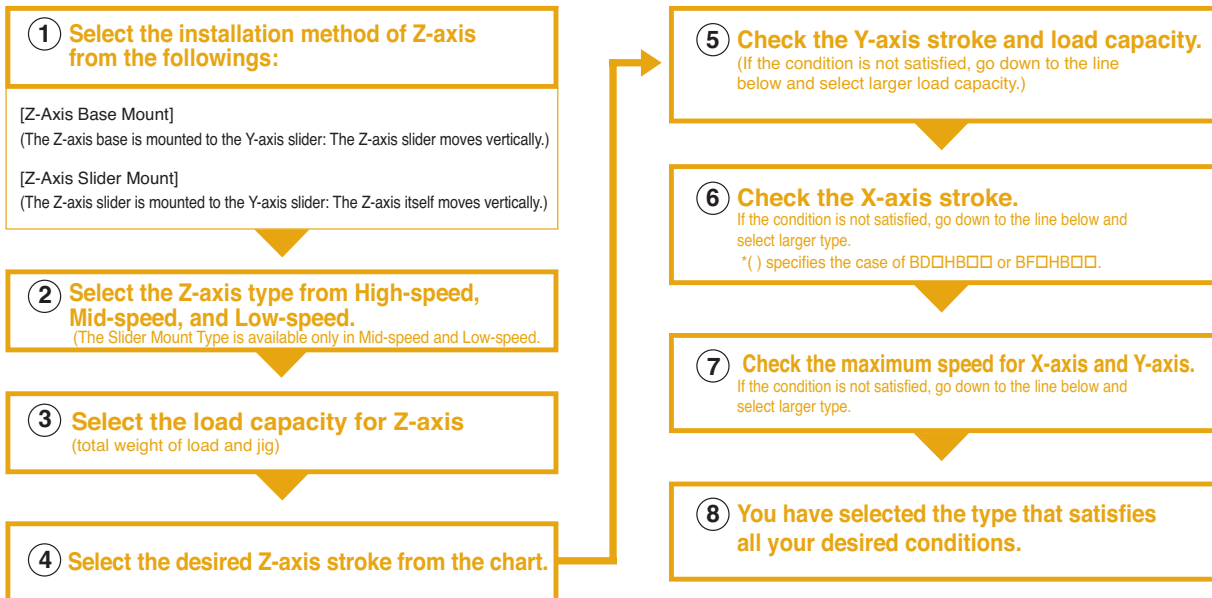 1 Select the installation method of Z-axis
from the followings:
[Z-Axis Base Mount]
(The Z-axis base is mounted to the Y-axis slider: The Z-axis slider moves vertically.)
[Z-Axis Slider Mount]
(The Z-axis slider is mounted to the Y-axis slider: The Z-axis itself moves vertically.)
2 Select the Z-axis type from High-speed,
Mid-speed, and Low-speed.
(The Slider Mount Type is available only in Mid-speed and Low-speed.
3 Select the load capacity for Z-axis
(total weight of load and jig)
4 Select the desired Z-axis stroke from the chart.
5 Check the Y-axis stroke and load capacity.
(If the condition is not satisfied, go down to the line
below and select larger load capacity.)
6 Check the X-axis stroke.
If the condition is not satisfied, go down to the line below and
select larger type.
*( ) specifies the case of BD□HB□□ or BF□HB□□.
7 Check the maximum speed for X-axis and Y-axis.
If the condition is not satisfied, go down to the line below and
select larger type.
8 You have selected the type that satisfies
all your desired conditions.